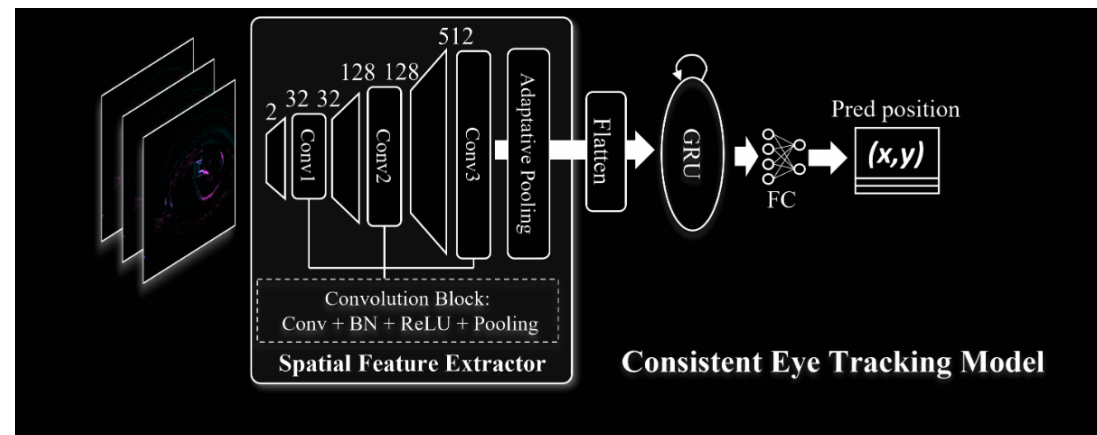 2
32
Conv1
32
128
Conv2
128
512
Conv3
Adaptative Pooling
Flatten
GRU
FC
Pred position
(x,y)
Convolution Block:
Conv + BN + ReLU + Pooling
Spatial Feature Extractor
Consistent Eye Tracking Model